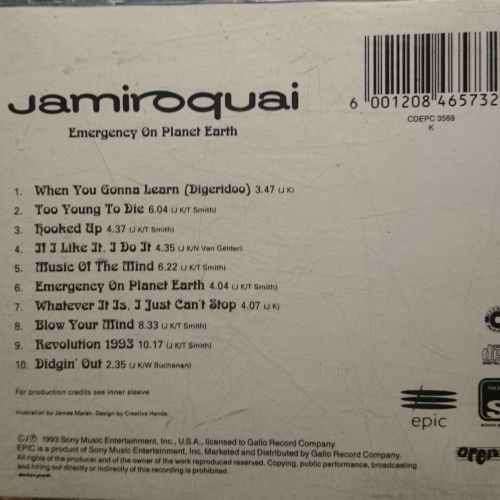 Jamiroquai
Emergency On Planet Earth
6 001208 465732
CDEPC 3569
K
1. When You Gonna Learn (Digeridoo) 3.47 (J K)
2. Too Young To Die 6.04 (J K/T Smith)
3. Hooked Up 4.37 (J K/T Smith)
4. If I Like It, I Do It 4.35 (J K/N Van Gelder)
5. Music Of The Mind 6.22 (J K/T Smith)
6. Emergency On Planet Earth 4.04 (J K/T Smith)
7. Whatever It Is, I Just Can't Stop 4.07 (J K)
8. Blow Your Mind 8.33 (J K/T Smith)
9. Revolution 1993 10.17 (J K/T Smith)
10. Didgin' Out 2.35 (J K/W Buchanan)
For production credits see inner sleeve
Illustration by James Marsh. Design by Creative Hands.
epic
1993 Sony Music Entertainment, Inc., U.S.A., licensed to Gallo Record Company
EPIC is a product of Sony Music Entertainment, Inc. Marketed and Distributed by Gallo Record Company.
All rights of the producer and of the owner of the work reproduced reserved. Copying, public performance, broadcasting
and hiring out directly or indirectly of this recording is prohibited.